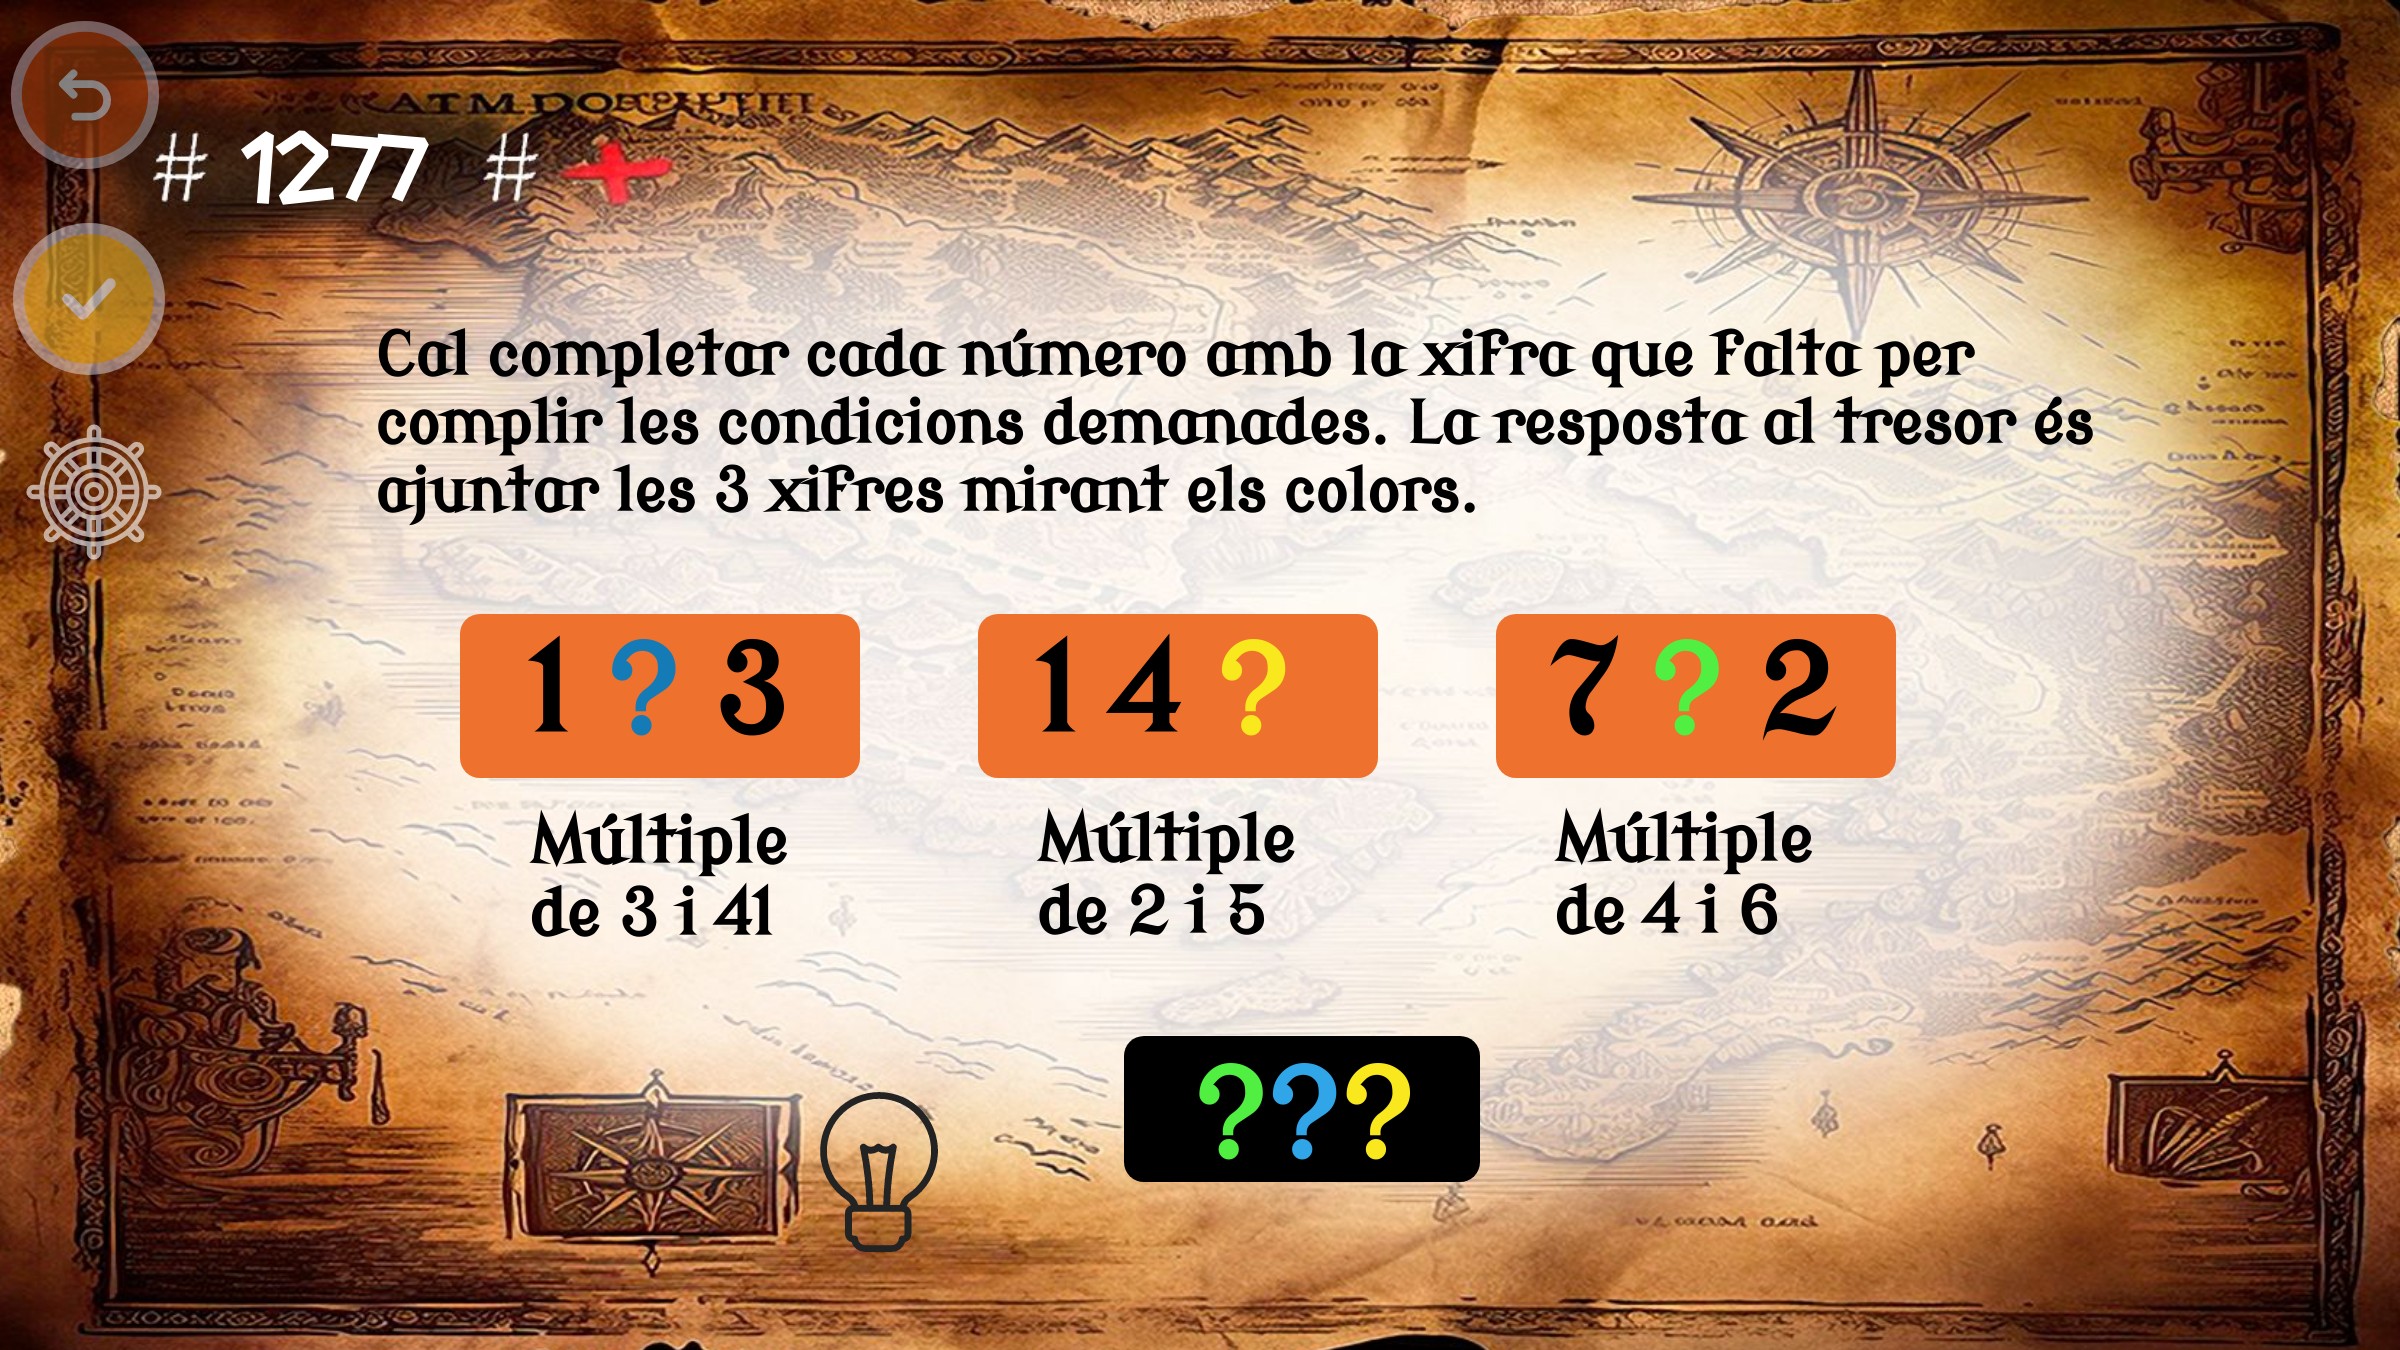 # 1277 #
Cal completar cada número amb la xifra que falta per
complir les condicions demanades. La resposta al tresor és
ajuntar les 3 xifres mirant els colors.
1 ? 3
14 ?
7 ? 2
Múltiple
de 3 i 41
Múltiple
de 2 i 5
Múltiple
de 4 i 6
???